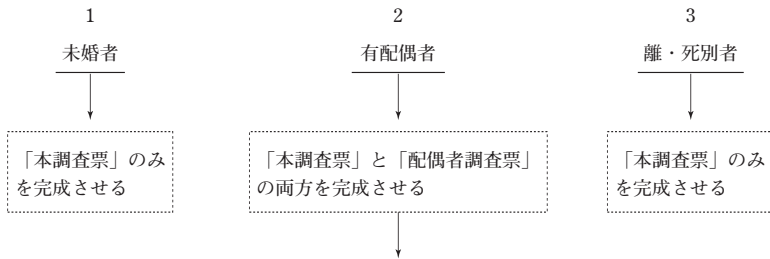 1
未婚者
「本調査票」のみ
を完成させる
2
有配偶者
「本調査票」と「配偶者調査票」
の両方を完成させる
3
離・死別者
「本調査票」のみ
を完成させる